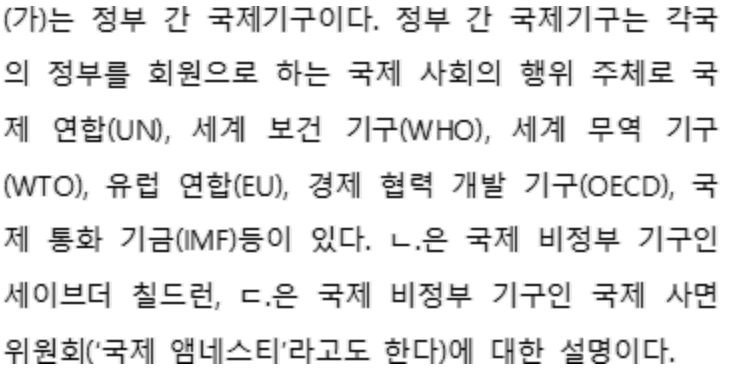 (가)는 정부 간 국제기구이다. 정부 간 국제기구는 각국
의 정부를 회원으로 하는 국제 사회의 행위 주체로 국
제 연합(UN), 세계 보건 기구(WHO), 세계 무역 기구
(WTO), 유럽 연합(EU), 경제 협력 개발 기구(OECD), 국
제 통화 기금(IMF)등이 있다. ㄴ.은 국제 비정부 기구인
세이브더 칠드런, ㄷ.은 국제 비정부 기구인 국제 사면
위원회('국제 앰네스티'라고도 한다)에 대한 설명이다.